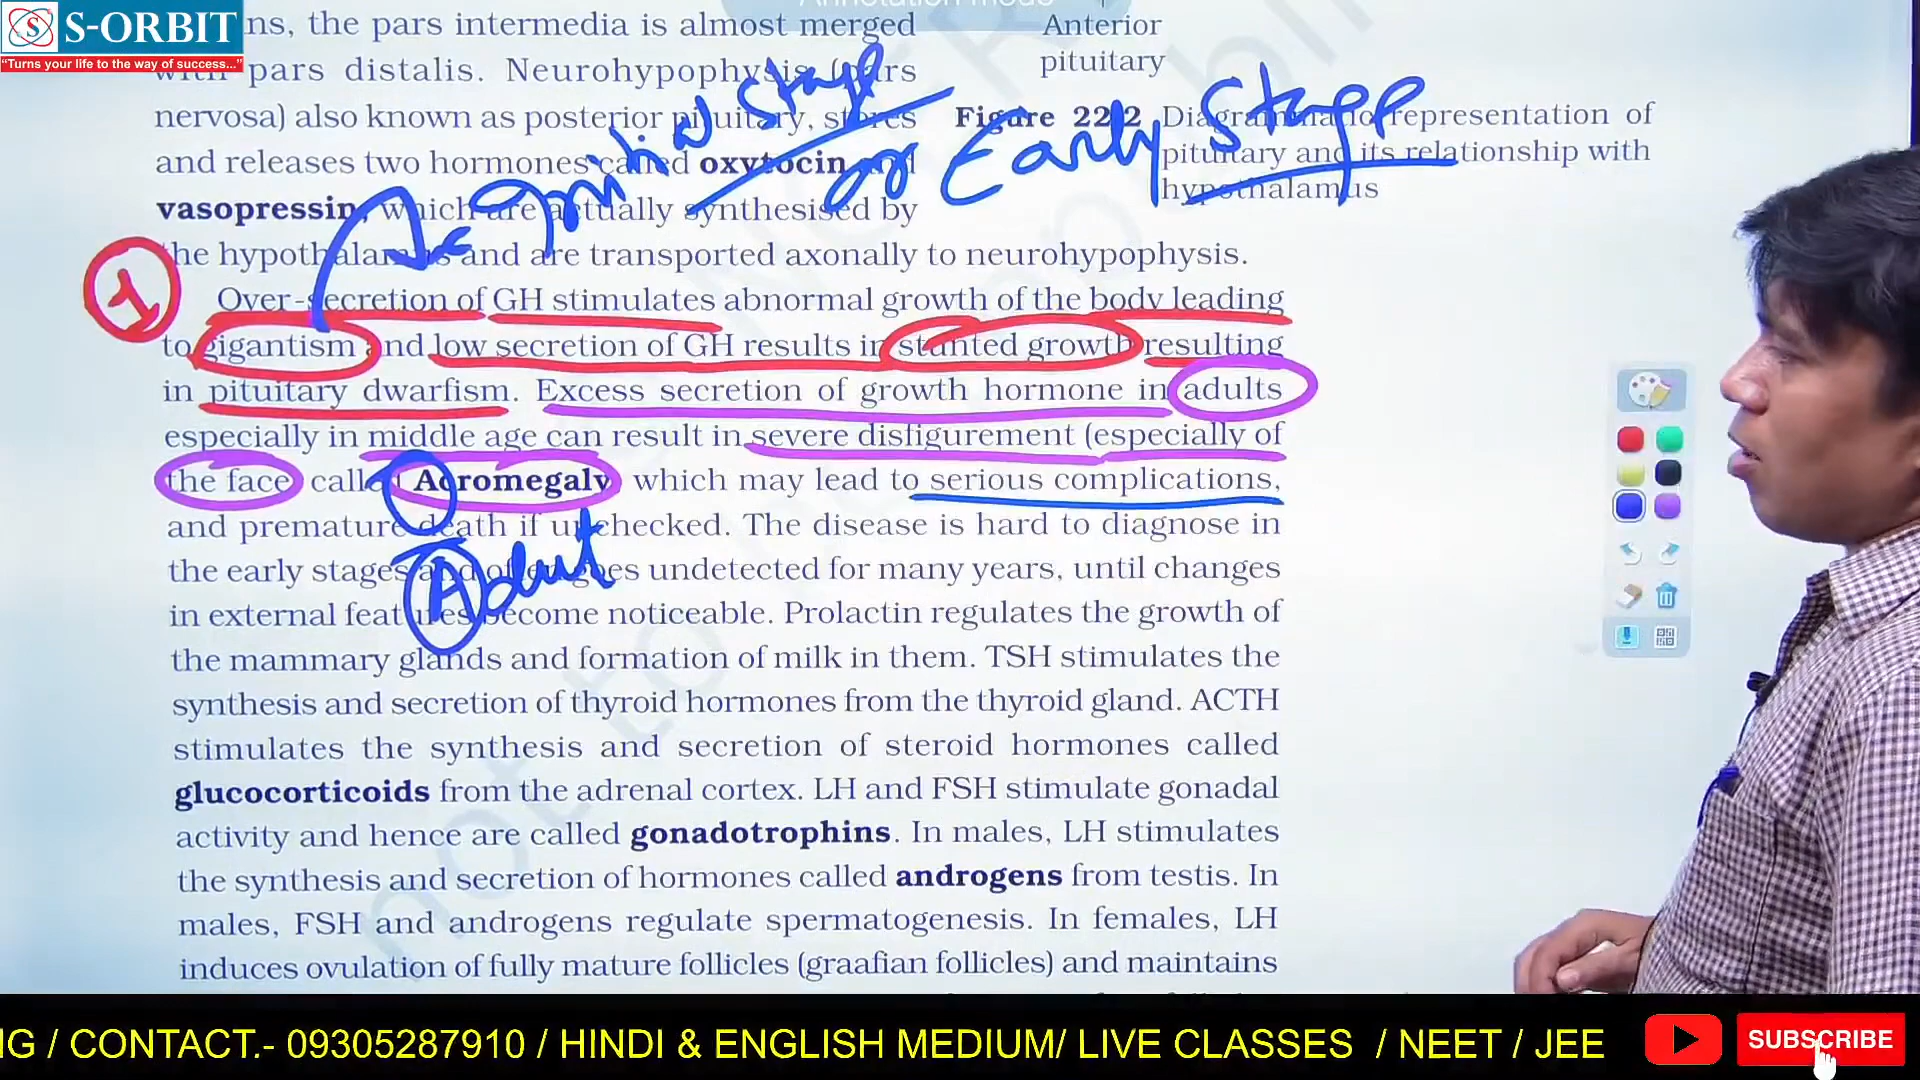 Annotation mode
S-ORBIT
"Turns your life to the way of success..."
ns, the pars intermedia is almost merged
with pars distalis. Neurohypophysis (pars
nervosa) also known as posterior pituitary, stores
and releases two hormones called oxytocin and
vasopressin, which are actually synthesised by
the hypothalamus and are transported axonally to neurohypophysis.
Anterior
pituitary
Figure 22.2 Diagrammatic representation of
pituitary and its relationship with
hypothalamus
Initial Stage
or Early Stage
1
Over-secretion of GH stimulates abnormal growth of the body leading
to gigantism and low secretion of GH results in stunted growth resulting
in pituitary dwarfism. Excess secretion of growth hormone in adults
especially in middle age can result in severe disfigurement (especially of
the face called Acromegaly which may lead to serious complications,
and premature death if unchecked. The disease is hard to diagnose in
the early stages and often goes undetected for many years, until changes
in external features become noticeable. Prolactin regulates the growth of
the mammary glands and formation of milk in them. TSH stimulates the
synthesis and secretion of thyroid hormones from the thyroid gland. ACTH
stimulates the synthesis and secretion of steroid hormones called
glucocorticoids from the adrenal cortex. LH and FSH stimulate gonadal
activity and hence are called gonadotrophins. In males, LH stimulates
the synthesis and secretion of hormones called androgens from testis. In
males, FSH and androgens regulate spermatogenesis. In females, LH
induces ovulation of fully mature follicles (graafian follicles) and maintains
not to
NG / CONTACT.- 09305287910 / HINDI & ENGLISH MEDIUM/ LIVE CLASSES / NEET / JEE
SUBSCRIBE